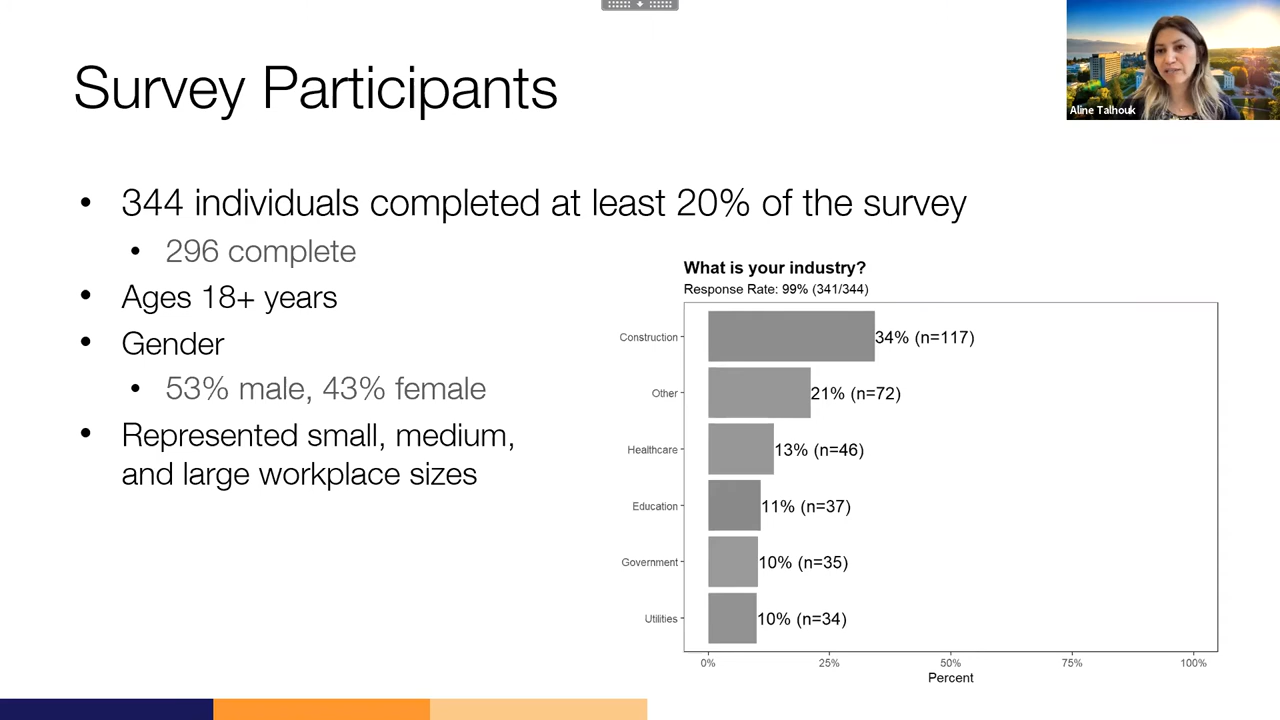 Survey Participants
Aline Talhouk
• 344 individuals completed at least 20% of the survey
• 296 complete
• Ages 18+ years
• Gender
• 53% male, 43% female
• Represented small, medium,
and large workplace sizes
What is your industry?
Response Rate: 99% (341/344)
Construction 34% (n=117)
Other 21% (n=72)
Healthcare 13% (n=46)
Education 11% (n=37)
Government 10% (n=35)
Utilities 10% (n=34)
0% 25% 50% 75% 100%
Percent